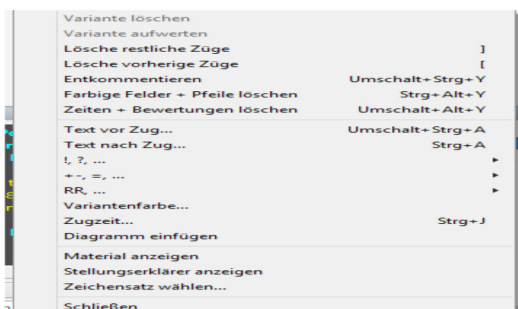 Variante löschen
Variante aufwerten
Lösche restliche Züge ]
Lösche vorherige Züge [
Entkommentieren Umschalt+Strg+Y
Farbige Felder + Pfeile löschen Strg+Alt+Y
Zeiten + Bewertungen löschen Umschalt+Alt+Y
Text vor Zug... Umschalt+Strg+A
Text nach Zug... Strg+A
!, ?, ...
+-, =, ...
RR, ...
Variantenfarbe...
Zugzeit... Strg+J
Diagramm einfügen
Material anzeigen
Stellungserklärer anzeigen
Zeichensatz wählen...
Schließen